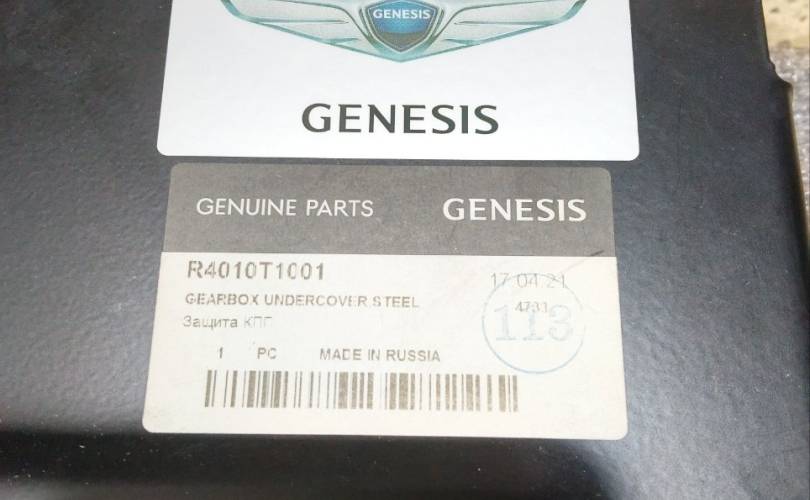 GENESIS
GENESIS
GENUINE PARTS GENESIS
R4010T1001
17 04 21
GEARBOX UNDERCOVER, STEEL
4733
113
Защита КПП
1 PC MADE IN RUSSIA